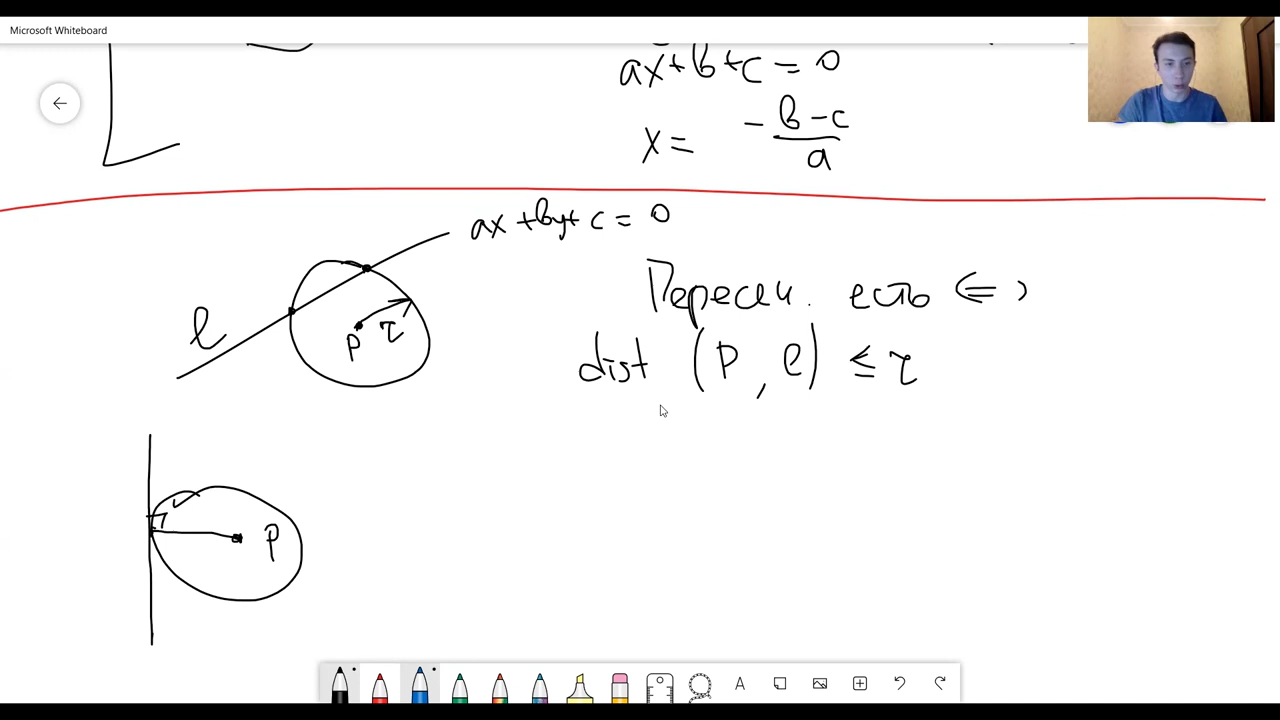 Microsoft Whiteboard
ax+b+c=0
x= -b-c/a
ax+by+c=0
l
P
r
Пересеч. есть <=>
dist (P, l) ≤ r
P
A